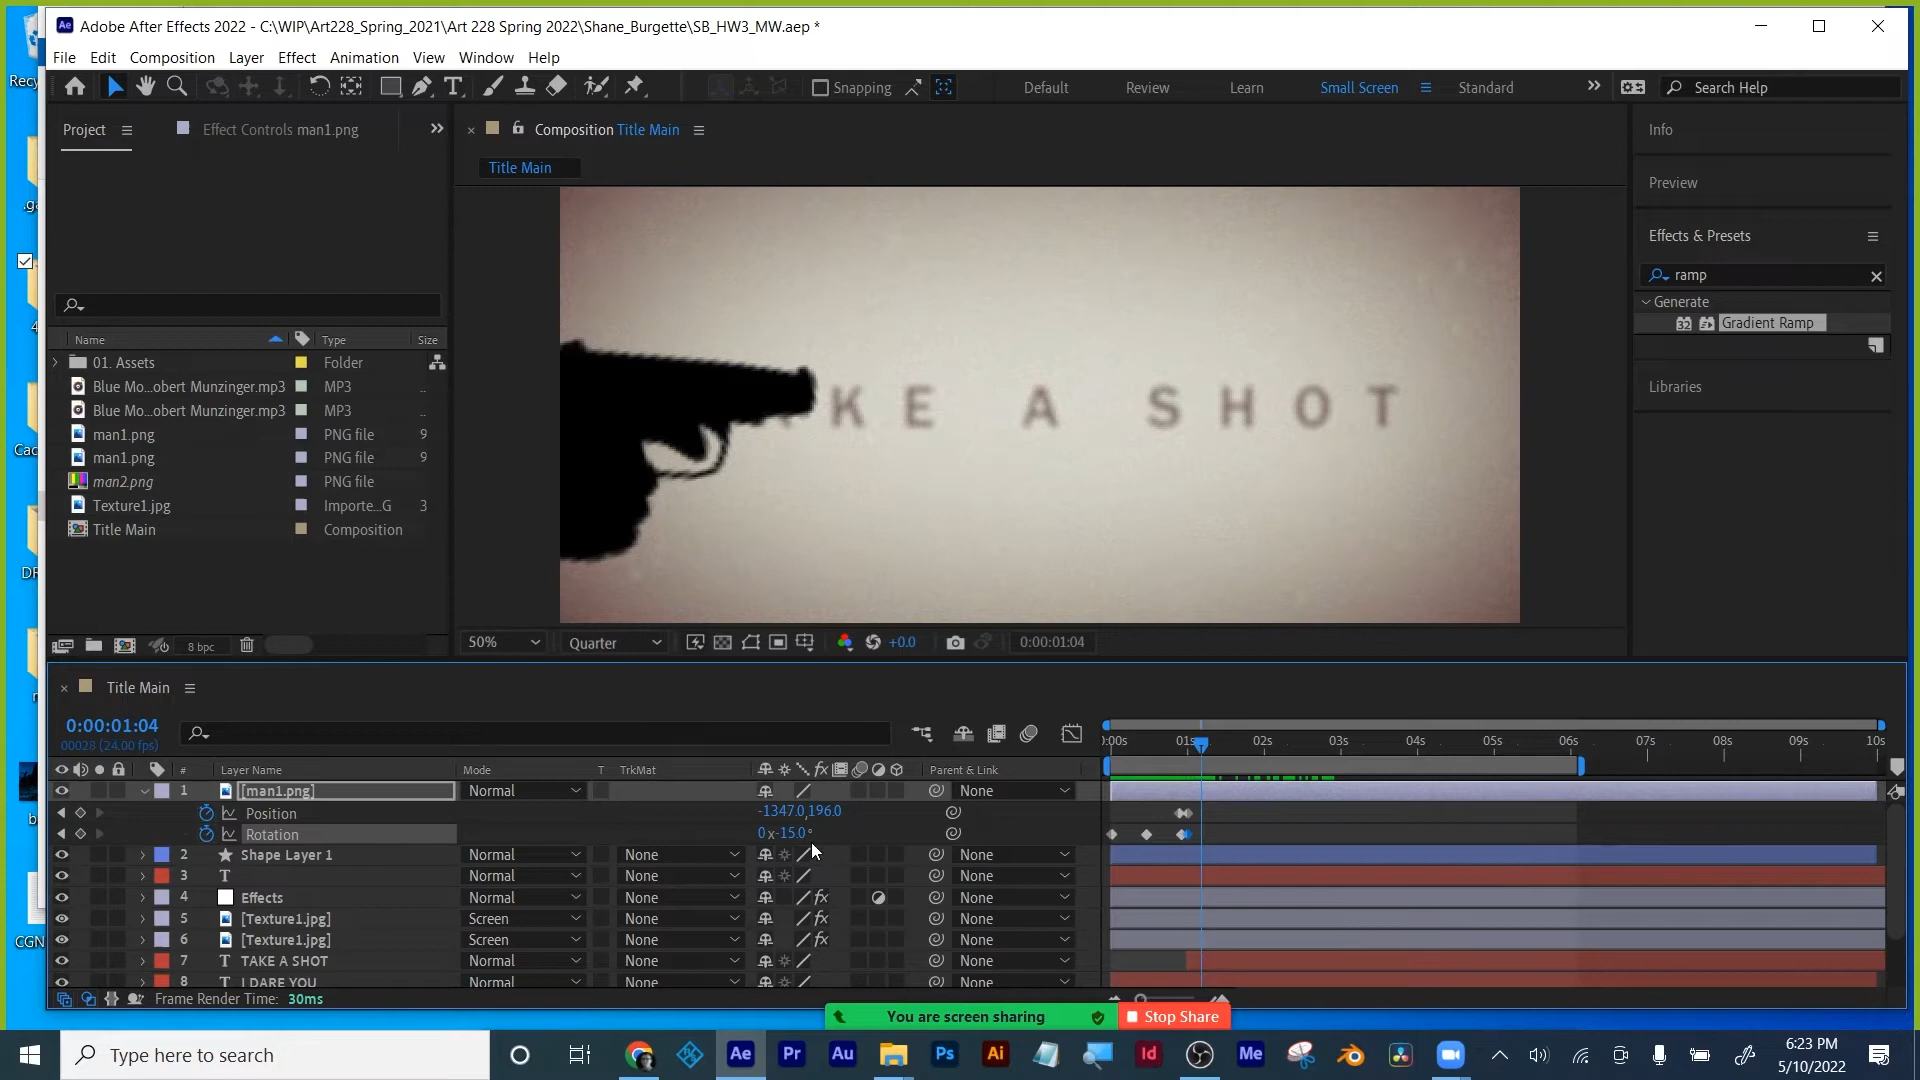 Adobe After Effects 2022 - C:\WIP\Art228_Spring_2021\Art 228 Spring 2022\Shane_Burgette\SB_HW3_MW.aep *
File Edit Composition Layer Effect Animation View Window Help
Snapping Default Review Learn Small Screen Standard Search Help
Project Effect Controls man1.png
Composition Title Main
Title Main
Info
Preview
Effects & Presets
ramp
Generate
32 Gradient Ramp
Libraries
KE A SHOT
Name Type Size
01. Assets Folder
Blue Mo...obert Munzinger.mp3 MP3 ..
Blue Mo...obert Munzinger.mp3 MP3 ..
man1.png PNG file 9
man1.png PNG file 9
man2.png PNG file
Texture1.jpg Importe...G 3
Title Main Composition
8 bpc
50% Quarter +0.0 0:00:01:04
Title Main
0:00:01:04
00028 (24.00 fps)
):00s 01s 02s 03s 04s 05s 06s 07s 08s 09s 10s
# Layer Name Mode T TrkMat Parent & Link
1 [man1.png] Normal None
Position -1347.0,196.0
Rotation 0x-15.0°
2 Shape Layer 1 Normal None None
3 T Normal None None
4 Effects Normal None None
5 [Texture1.jpg] Screen None None
6 [Texture1.jpg] Screen None None
7 T TAKE A SHOT Normal None None
8 T I DARE YOU Normal None None
Frame Render Time: 30ms
You are screen sharing Stop Share
Type here to search
Ae Pr Au Ps Ai Id Me
6:23 PM
5/10/2022